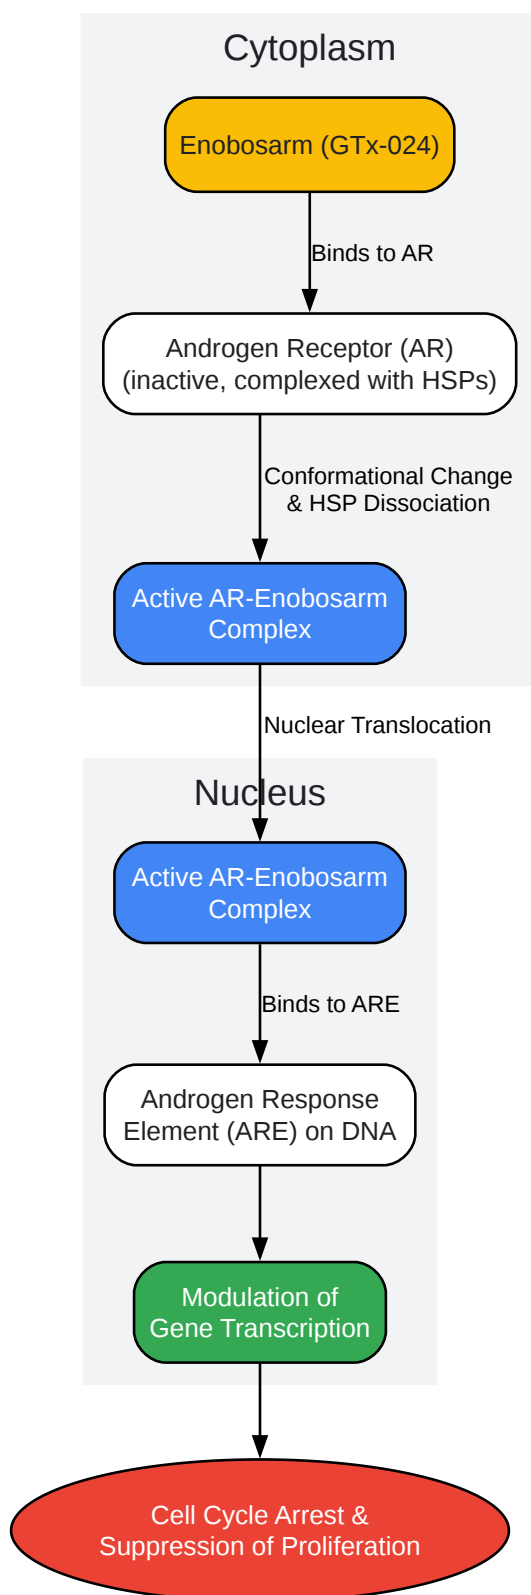 Cytoplasm
Enobosarm (GTx-024)
Binds to AR
Androgen Receptor (AR)
(inactive, complexed with HSPs)
Conformational Change
& HSP Dissociation
Active AR-Enobosarm
Complex
Nuclear Translocation
Nucleus
Active AR-Enobosarm
Complex
Binds to ARE
Androgen Response
Element (ARE) on DNA
Modulation of
Gene Transcription
Cell Cycle Arrest &
Suppression of Proliferation